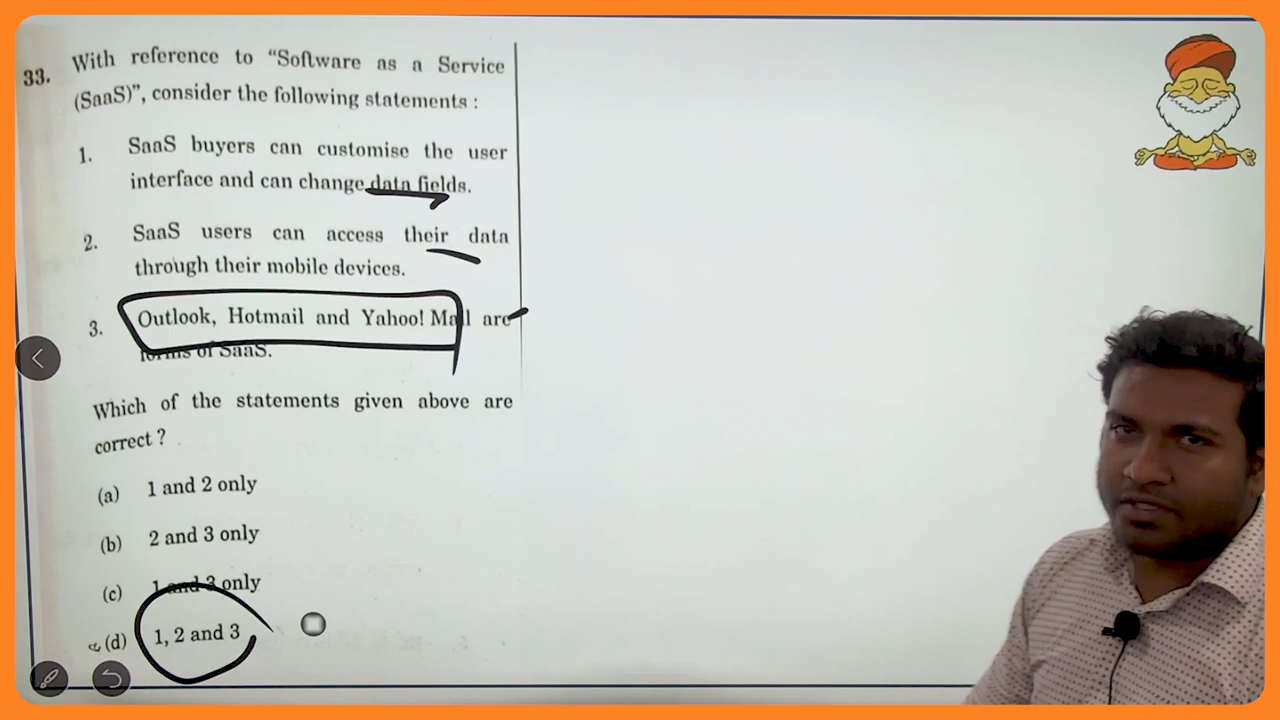 33. With reference to “Software as a Service
(SaaS)”, consider the following statements :
1. SaaS buyers can customise the user
interface and can change data fields.
2. SaaS users can access their data
through their mobile devices.
3. Outlook, Hotmail and Yahoo! Mail are
forms of SaaS.
Which of the statements given above are
correct ?
(a) 1 and 2 only
(b) 2 and 3 only
(c) 1 and 3 only
(d) 1, 2 and 3